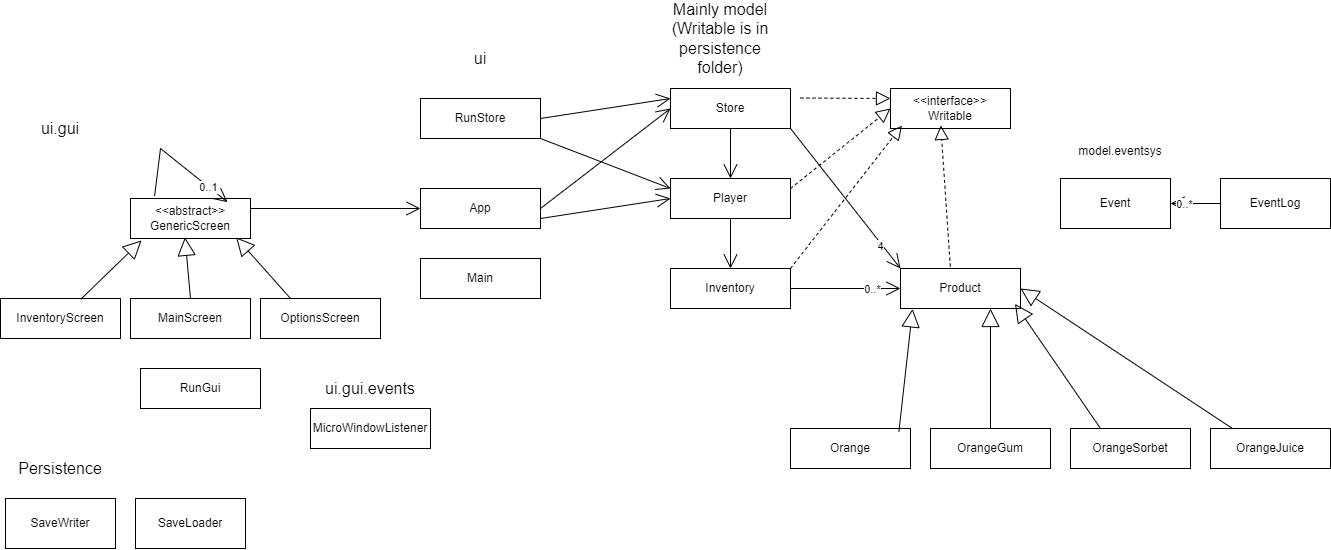 Mainly model
(Writable is in
persistence
folder)
ui
ui.gui
RunStore
Store
<<interface>>
Writable
model.eventsys
0..1
<<abstract>>
GenericScreen
App
Player
Event
0..*
EventLog
4
Main
Inventory
0..*
Product
InventoryScreen
MainScreen
OptionsScreen
RunGui
ui.gui.events
MicroWindowListener
Orange
OrangeGum
OrangeSorbet
OrangeJuice
Persistence
SaveWriter
SaveLoader